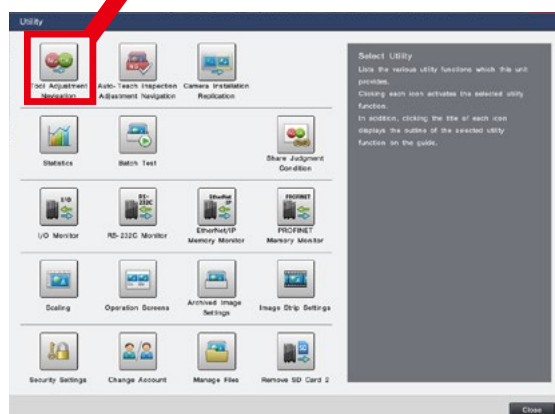 Utility
Tool Adjustment
Navigation
Auto-Teach Inspection
Adjustment Navigation
Camera Installation
Replication
Statistics
Batch Test
Share Judgment
Condition
I/O Monitor
RS-232C Monitor
EtherNet/IP
Memory Monitor
PROFINET
Memory Monitor
Scaling
Operation Screens
Archived Image
Settings
Image Strip Settings
Security Settings
Change Account
Manage Files
Remove SD Card 2
Select Utility
Lists the various utility functions which this unit
provides.
Clicking each icon activates the selected utility
function.
In addition, clicking the title of each icon
displays the outline of the selected utility
function on the guide.
Close